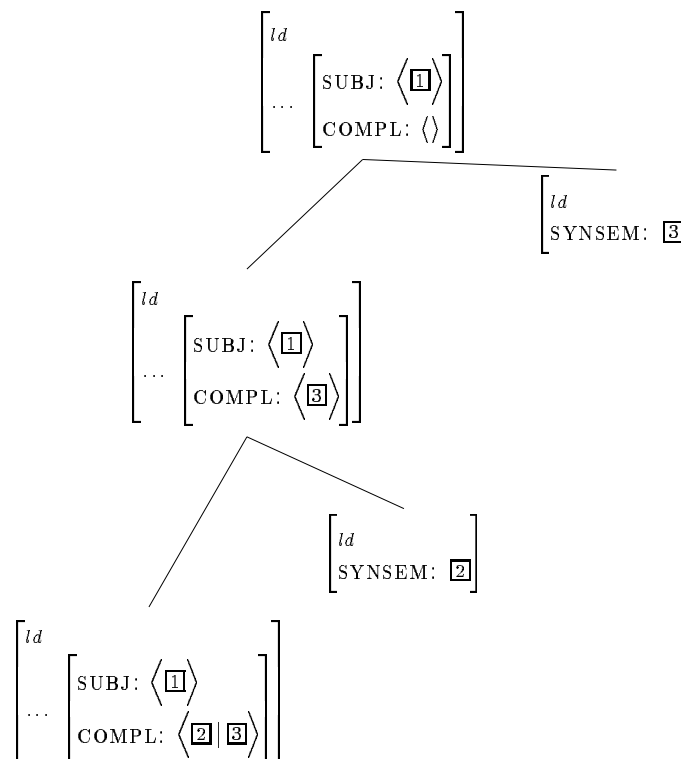 ld
SUBJ: ⟨[1]⟩
...
COMPL: ⟨⟩
ld
SYNSEM: [3]
ld
SUBJ: ⟨[1]⟩
...
COMPL: ⟨[3]⟩
ld
SYNSEM: [2]
ld
SUBJ: ⟨[1]⟩
...
COMPL: ⟨[2] | [3]⟩